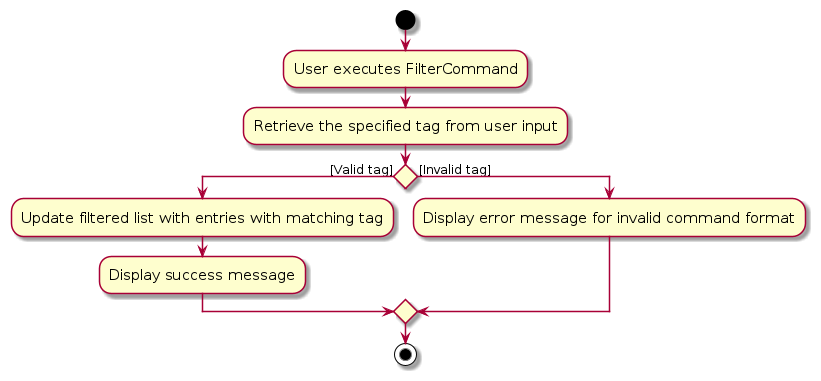 User executes FilterCommand
Retrieve the specified tag from user input
[Valid tag]
[Invalid tag]
Update filtered list with entries with matching tag
Display error message for invalid command format
Display success message